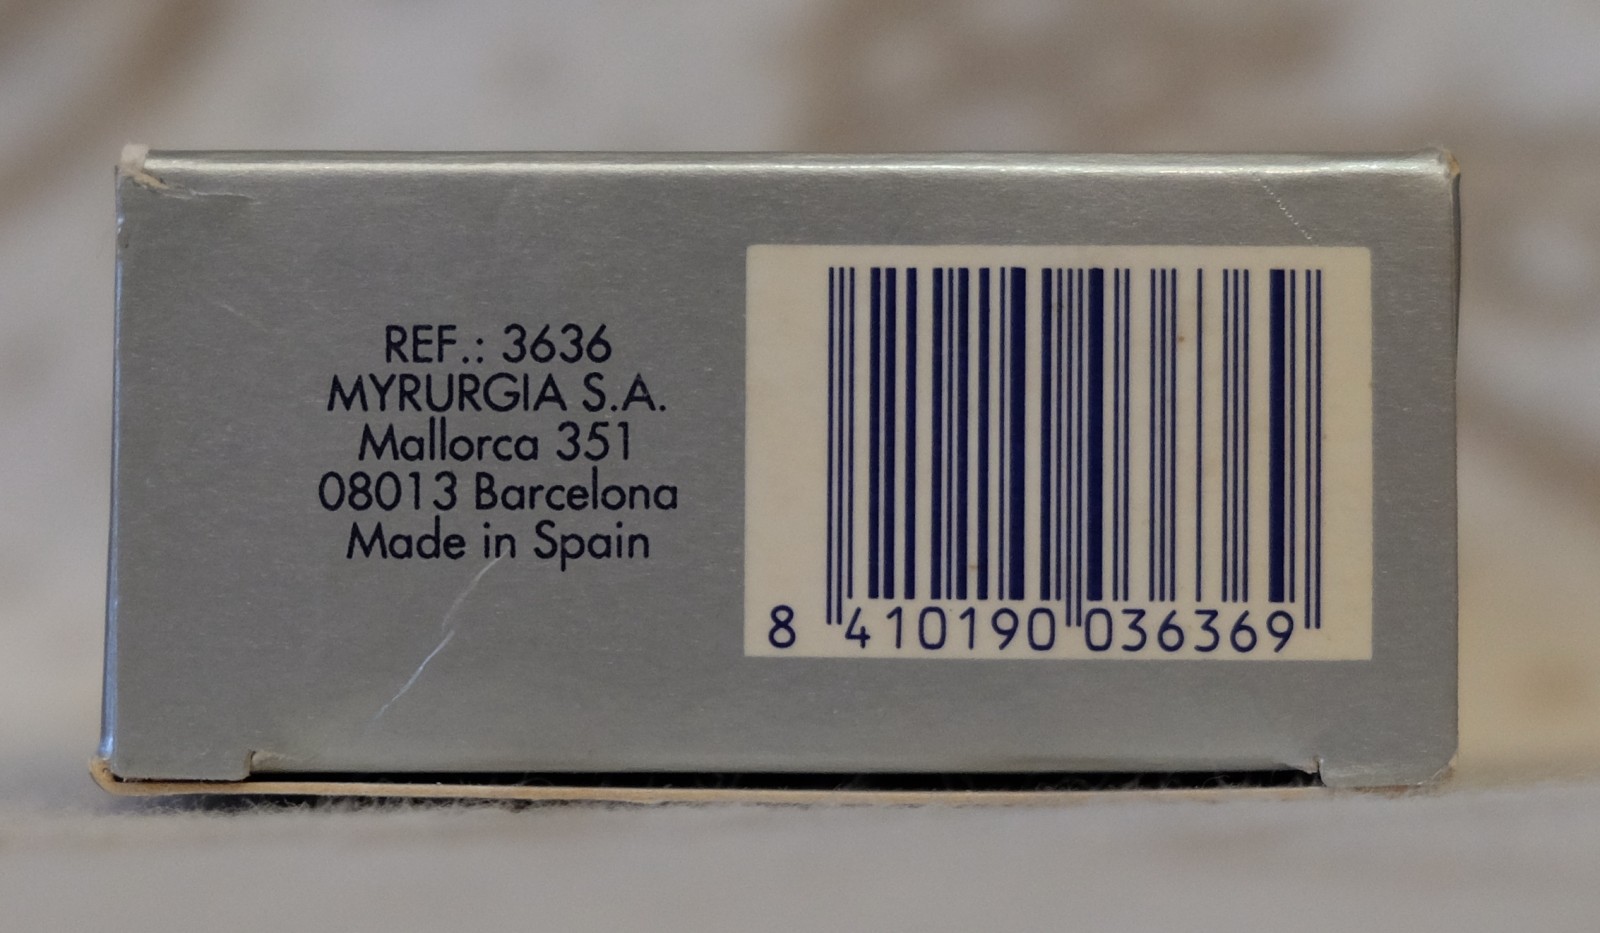 REF.: 3636
MYRURGIA S.A.
Mallorca 351
08013 Barcelona
Made in Spain
8 410190 036369